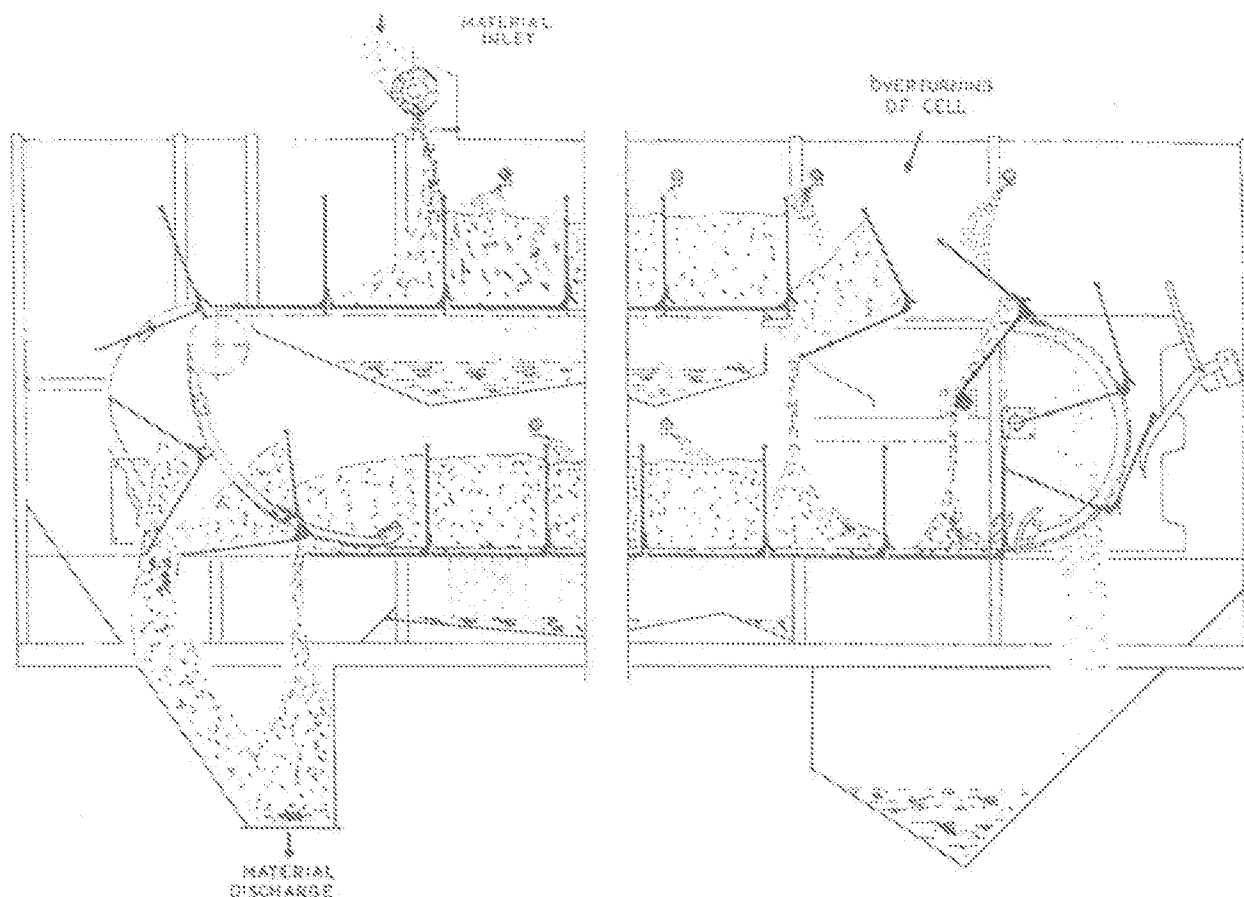 MATERIAL
INLET
OVERTURNING
OF CELL
MATERIAL
DISCHARGE